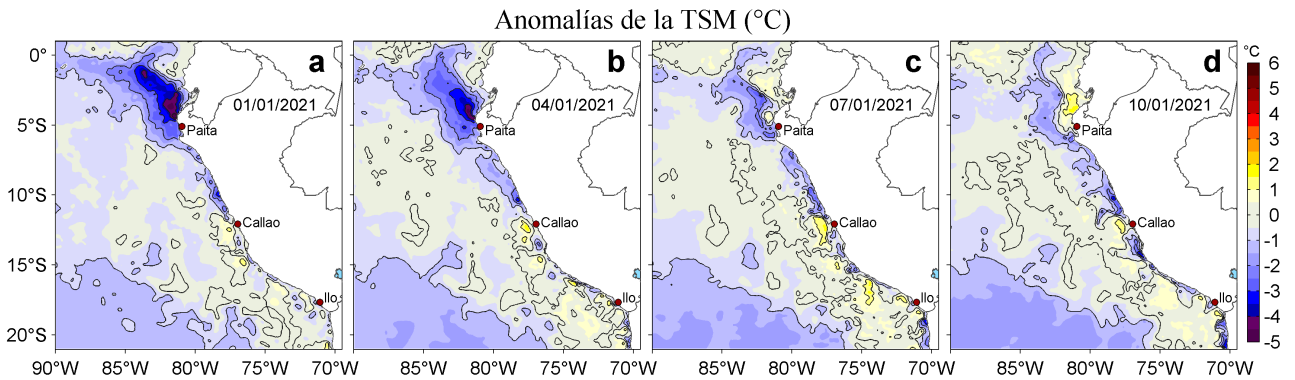 Anomalías de la TSM (°C)
a
b
c
d
01/01/2021
04/01/2021
07/01/2021
10/01/2021
0°
5°S
10°S
15°S
20°S
Paita
Callao
Ilo
Paita
Callao
Ilo
Paita
Callao
Ilo
Paita
Callao
Ilo
90°W 85°W 80°W 75°W 70°W
85°W 80°W 75°W 70°W
85°W 80°W 75°W 70°W
85°W 80°W 75°W 70°W
°C
6
5
4
3
2
1
0
-1
-2
-3
-4
-5